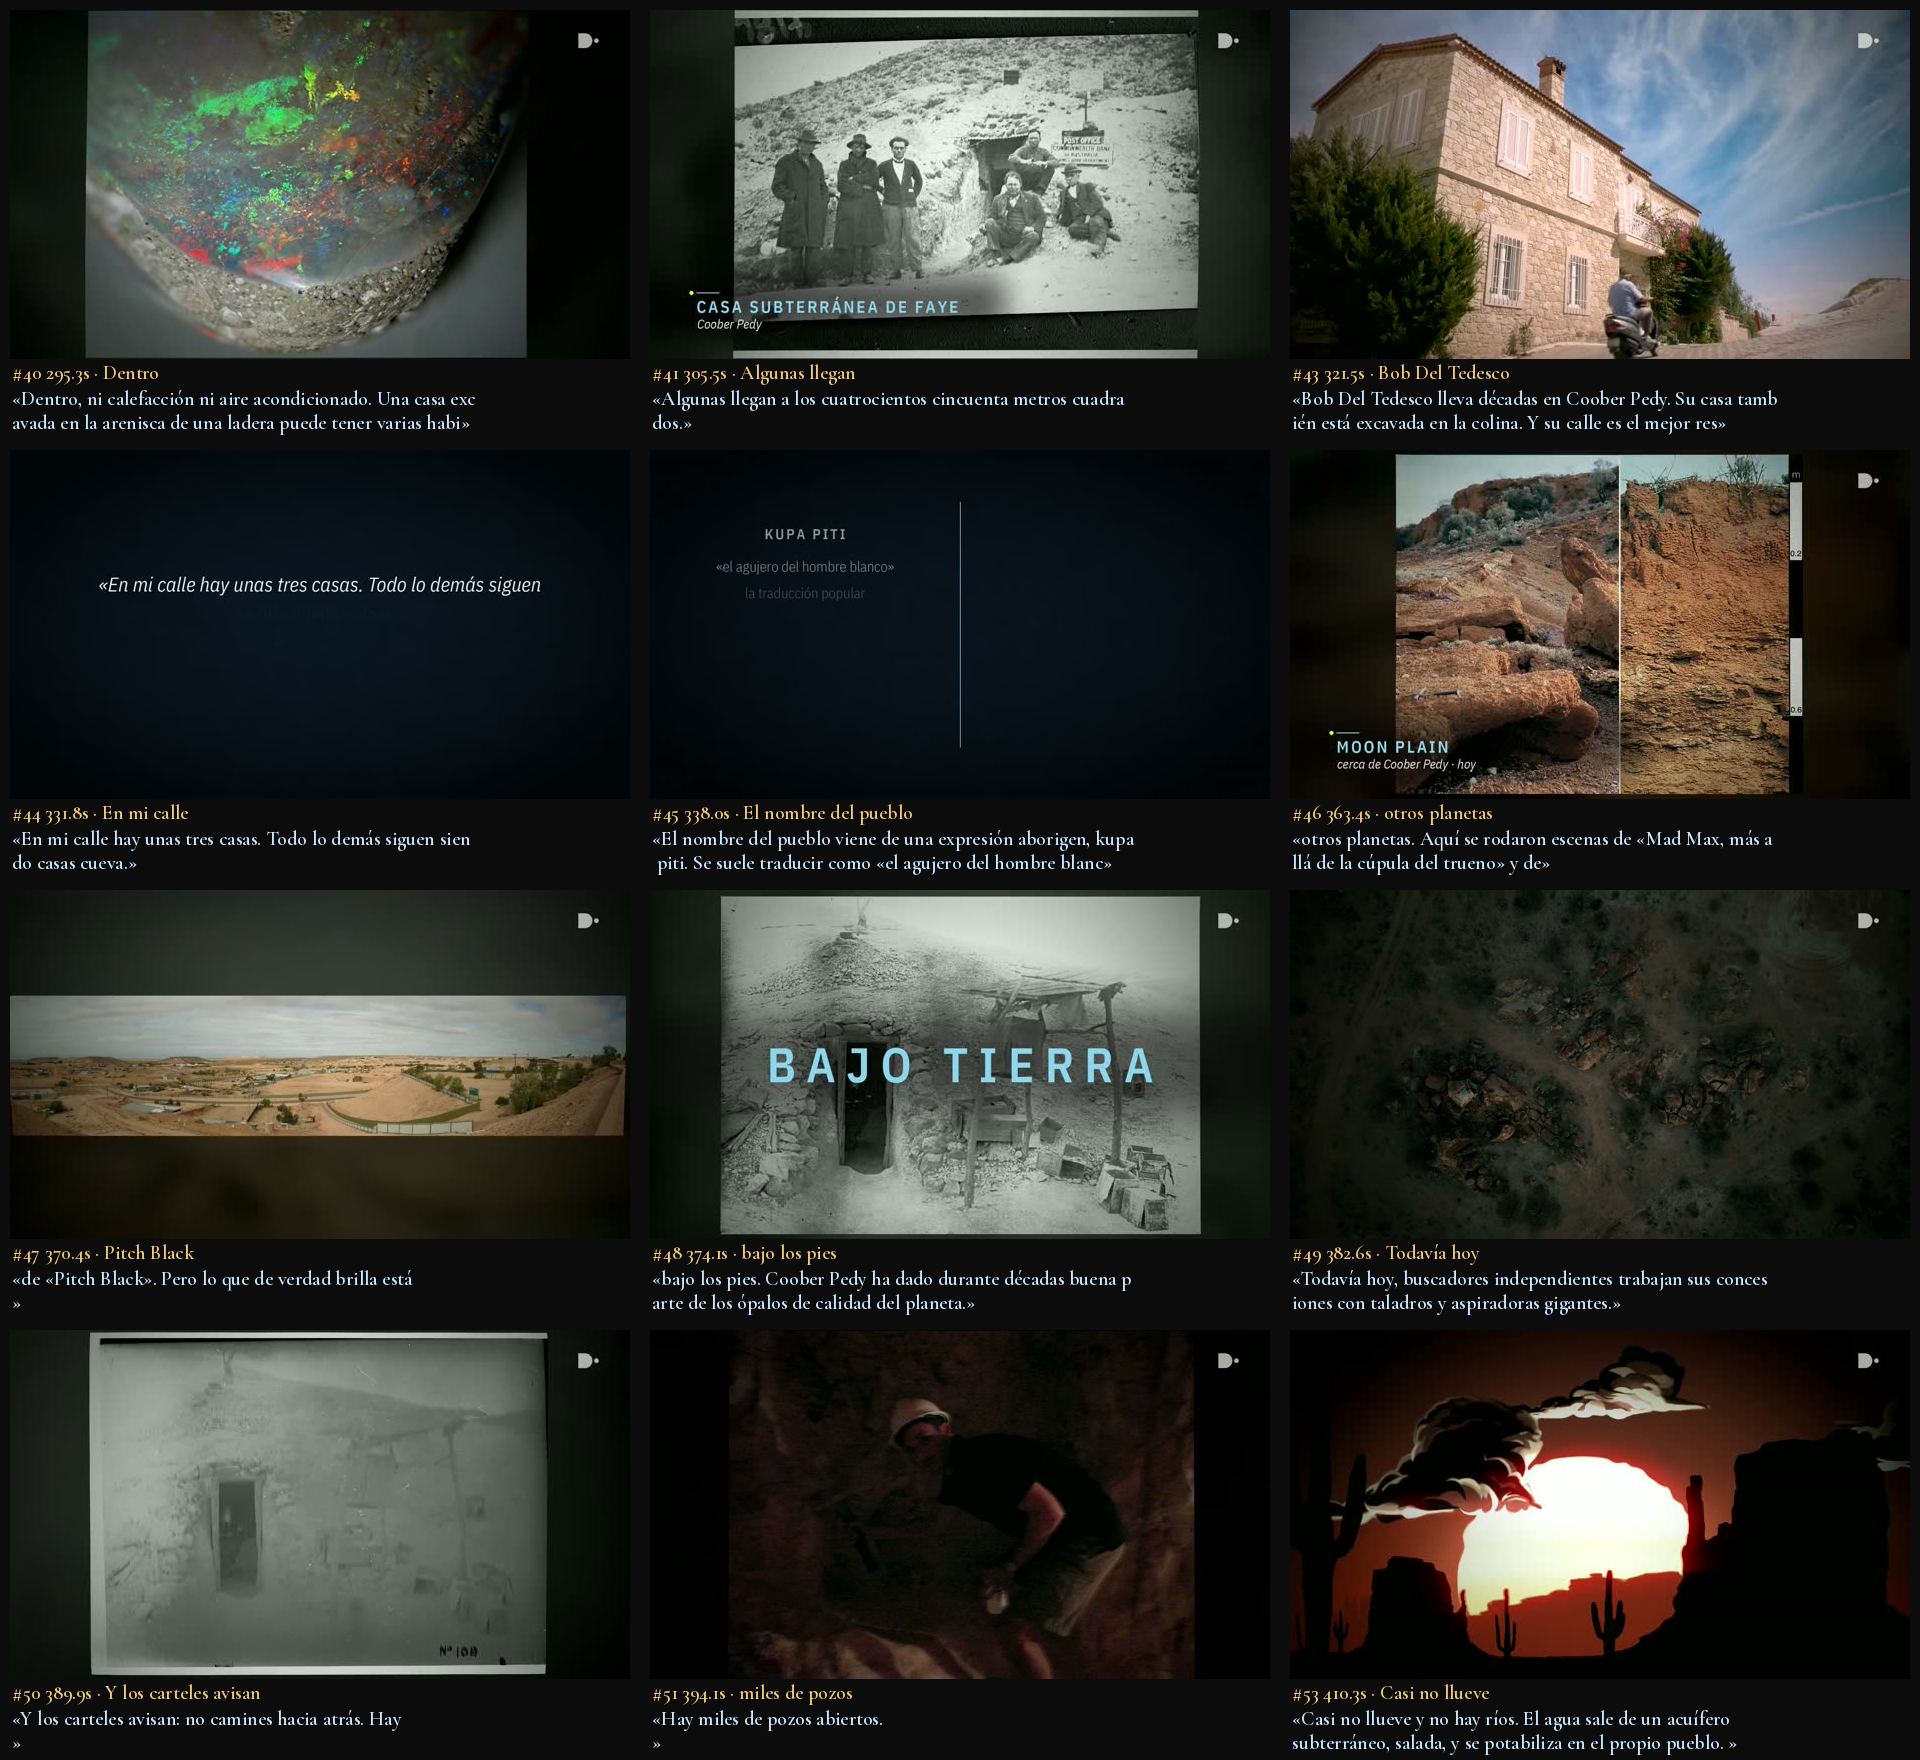 POST OFFICE
COMMONWEALTH BANK
OF AUSTRALIA
CASA SUBTERRÁNEA DE FAYE
Coober Pedy
#40 295.3s · Dentro
«Dentro, ni calefacción ni aire acondicionado. Una casa exc
avada en la arenisca de una ladera puede tener varias habi»
#41 305.5s · Algunas llegan
«Algunas llegan a los cuatrocientos cincuenta metros cuadra
dos.»
#43 321.5s · Bob Del Tedesco
«Bob Del Tedesco lleva décadas en Coober Pedy. Su casa tamb
ién está excavada en la colina. Y su calle es el mejor res»
«En mi calle hay unas tres casas. Todo lo demás siguen
KUPA PITI
«el agujero del hombre blanco»
la traducción popular
m
0.2
0.6
MOON PLAIN
cerca de Coober Pedy · hoy
#44 331.8s · En mi calle
«En mi calle hay unas tres casas. Todo lo demás siguen sien
do casas cueva.»
#45 338.0s · El nombre del pueblo
«El nombre del pueblo viene de una expresión aborigen, kupa
piti. Se suele traducir como «el agujero del hombre blanc»
#46 363.4s · otros planetas
«otros planetas. Aquí se rodaron escenas de «Mad Max, más a
llá de la cúpula del trueno» y de»
BAJO TIERRA
#47 370.4s · Pitch Black
«de «Pitch Black». Pero lo que de verdad brilla está
»
#48 374.1s · bajo los pies
«bajo los pies. Coober Pedy ha dado durante décadas buena p
arte de los ópalos de calidad del planeta.»
#49 382.6s · Todavía hoy
«Todavía hoy, buscadores independientes trabajan sus conces
iones con taladros y aspiradoras gigantes.»
Nº 100
#50 389.9s · Y los carteles avisan
«Y los carteles avisan: no camines hacia atrás. Hay
»
#51 394.1s · miles de pozos
«Hay miles de pozos abiertos.
»
#53 410.3s · Casi no llueve
«Casi no llueve y no hay ríos. El agua sale de un acuífero
subterráneo, salada, y se potabiliza en el propio pueblo. »